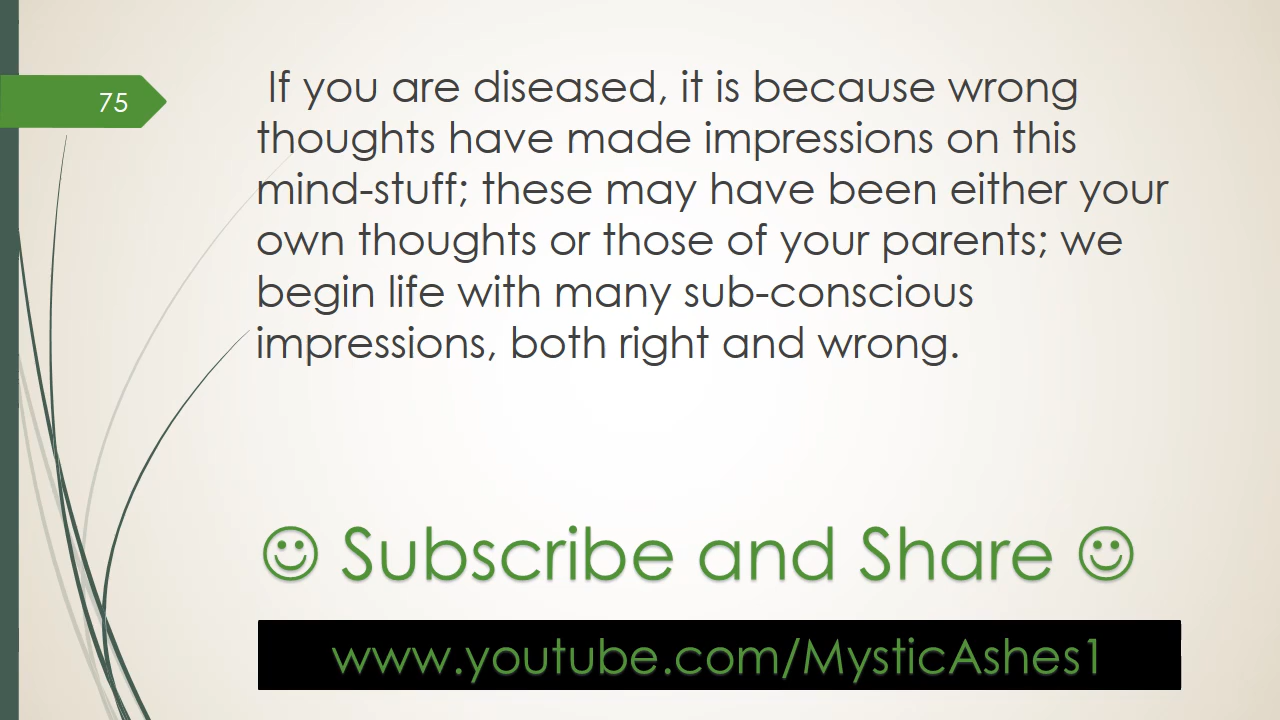 75
If you are diseased, it is because wrong
thoughts have made impressions on this
mind-stuff; these may have been either your
own thoughts or those of your parents; we
begin life with many sub-conscious
impressions, both right and wrong.
☺ Subscribe and Share ☺
www.youtube.com/MysticAshes1